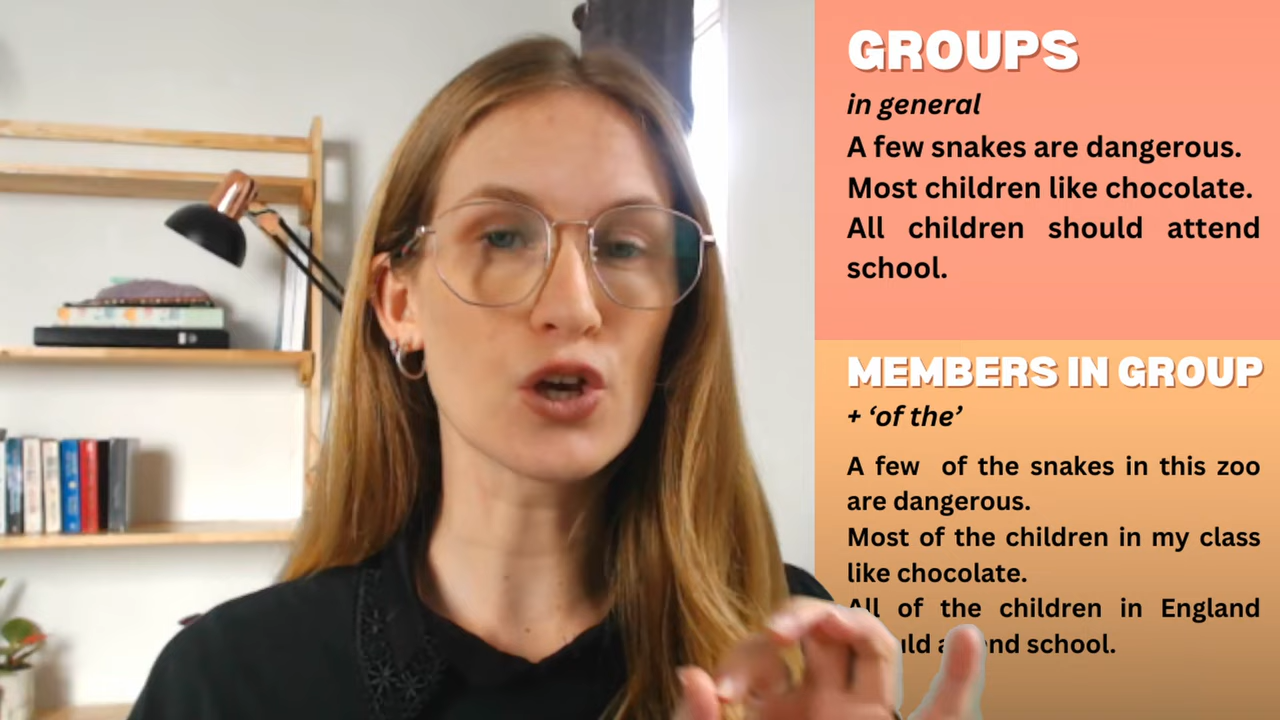 GROUPS
in general
A few snakes are dangerous.
Most children like chocolate.
All children should attend
school.
MEMBERS IN GROUP
+ ‘of the’
A few of the snakes in this zoo
are dangerous.
Most of the children in my class
like chocolate.
All of the children in England
school.